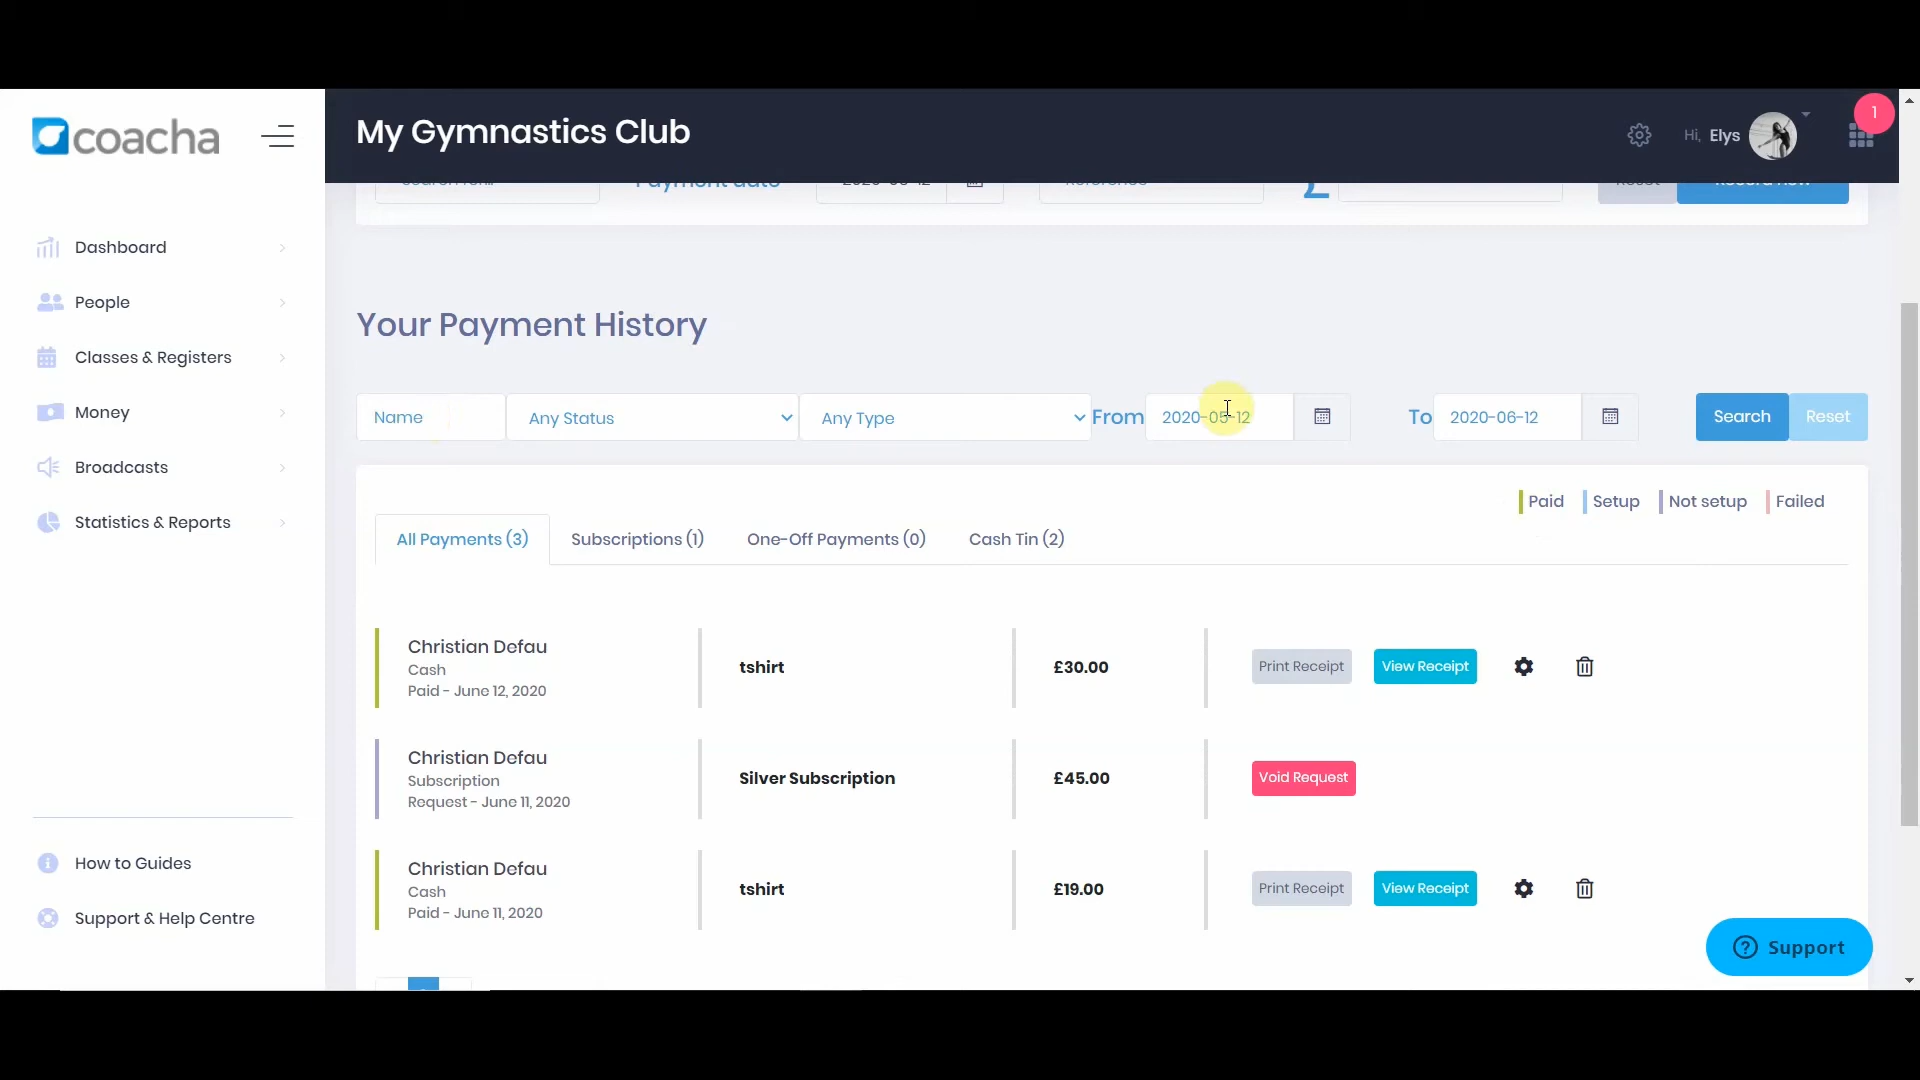 coacha
My Gymnastics Club
Hi, Elys
1
Dashboard
People
Classes & Registers
Money
Broadcasts
Statistics & Reports
How to Guides
Support & Help Centre
Your Payment History
Name
Any Status
Any Type
From
2020-05-12
To
2020-06-12
Search
Reset
Paid
Setup
Not setup
Failed
All Payments (3)
Subscriptions (1)
One-Off Payments (0)
Cash Tin (2)
Christian Defau
Cash
Paid - June 12, 2020
tshirt
£30.00
Print Receipt
View Receipt
Christian Defau
Subscription
Request - June 11, 2020
Silver Subscription
£45.00
Void Request
Christian Defau
Cash
Paid - June 11, 2020
tshirt
£19.00
Print Receipt
View Receipt
Support